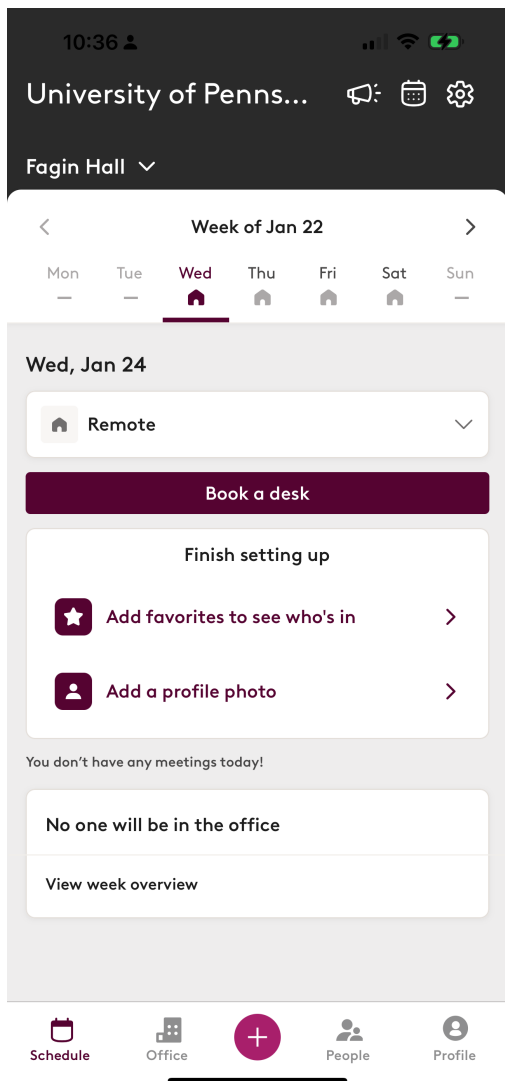 10:36
University of Penns...
Fagin Hall
Week of Jan 22
Mon Tue Wed Thu Fri Sat Sun
Wed, Jan 24
Remote
Book a desk
Finish setting up
Add favorites to see who's in
Add a profile photo
You don’t have any meetings today!
No one will be in the office
View week overview
Schedule Office People Profile